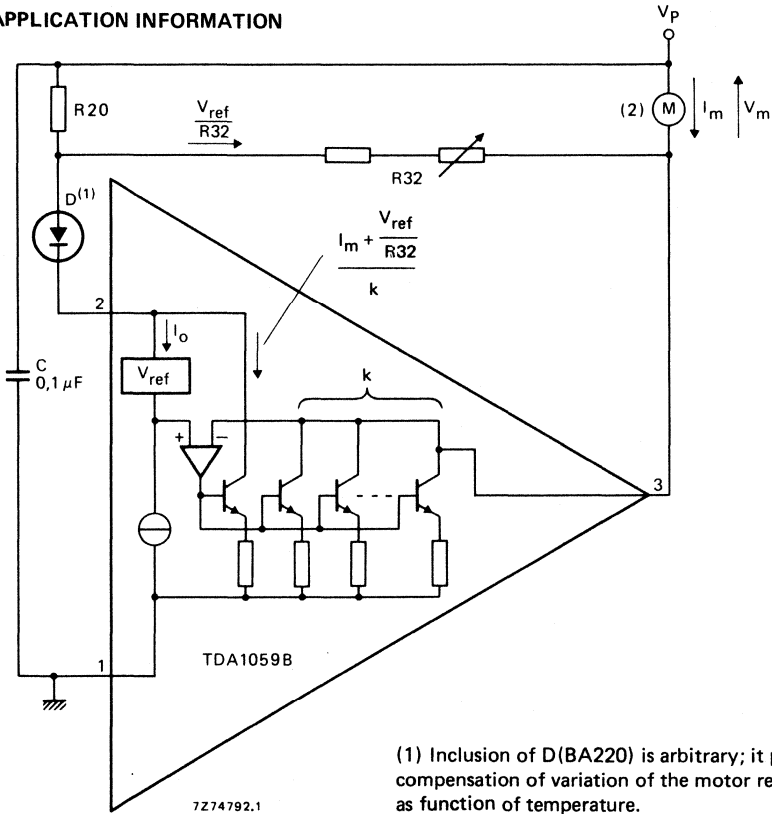 APPLICATION INFORMATION
V_P
R20
V_ref
R32
(2) M I_m V_m
R32
D(1)
I_m + V_ref
R32
k
2
I_o
V_ref
C
0,1 µF
k
+ −
3
1
TDA1059B
7Z74792.1
(1) Inclusion of D(BA220) is arbitrary; it
compensation of variation of the motor
as function of temperature.